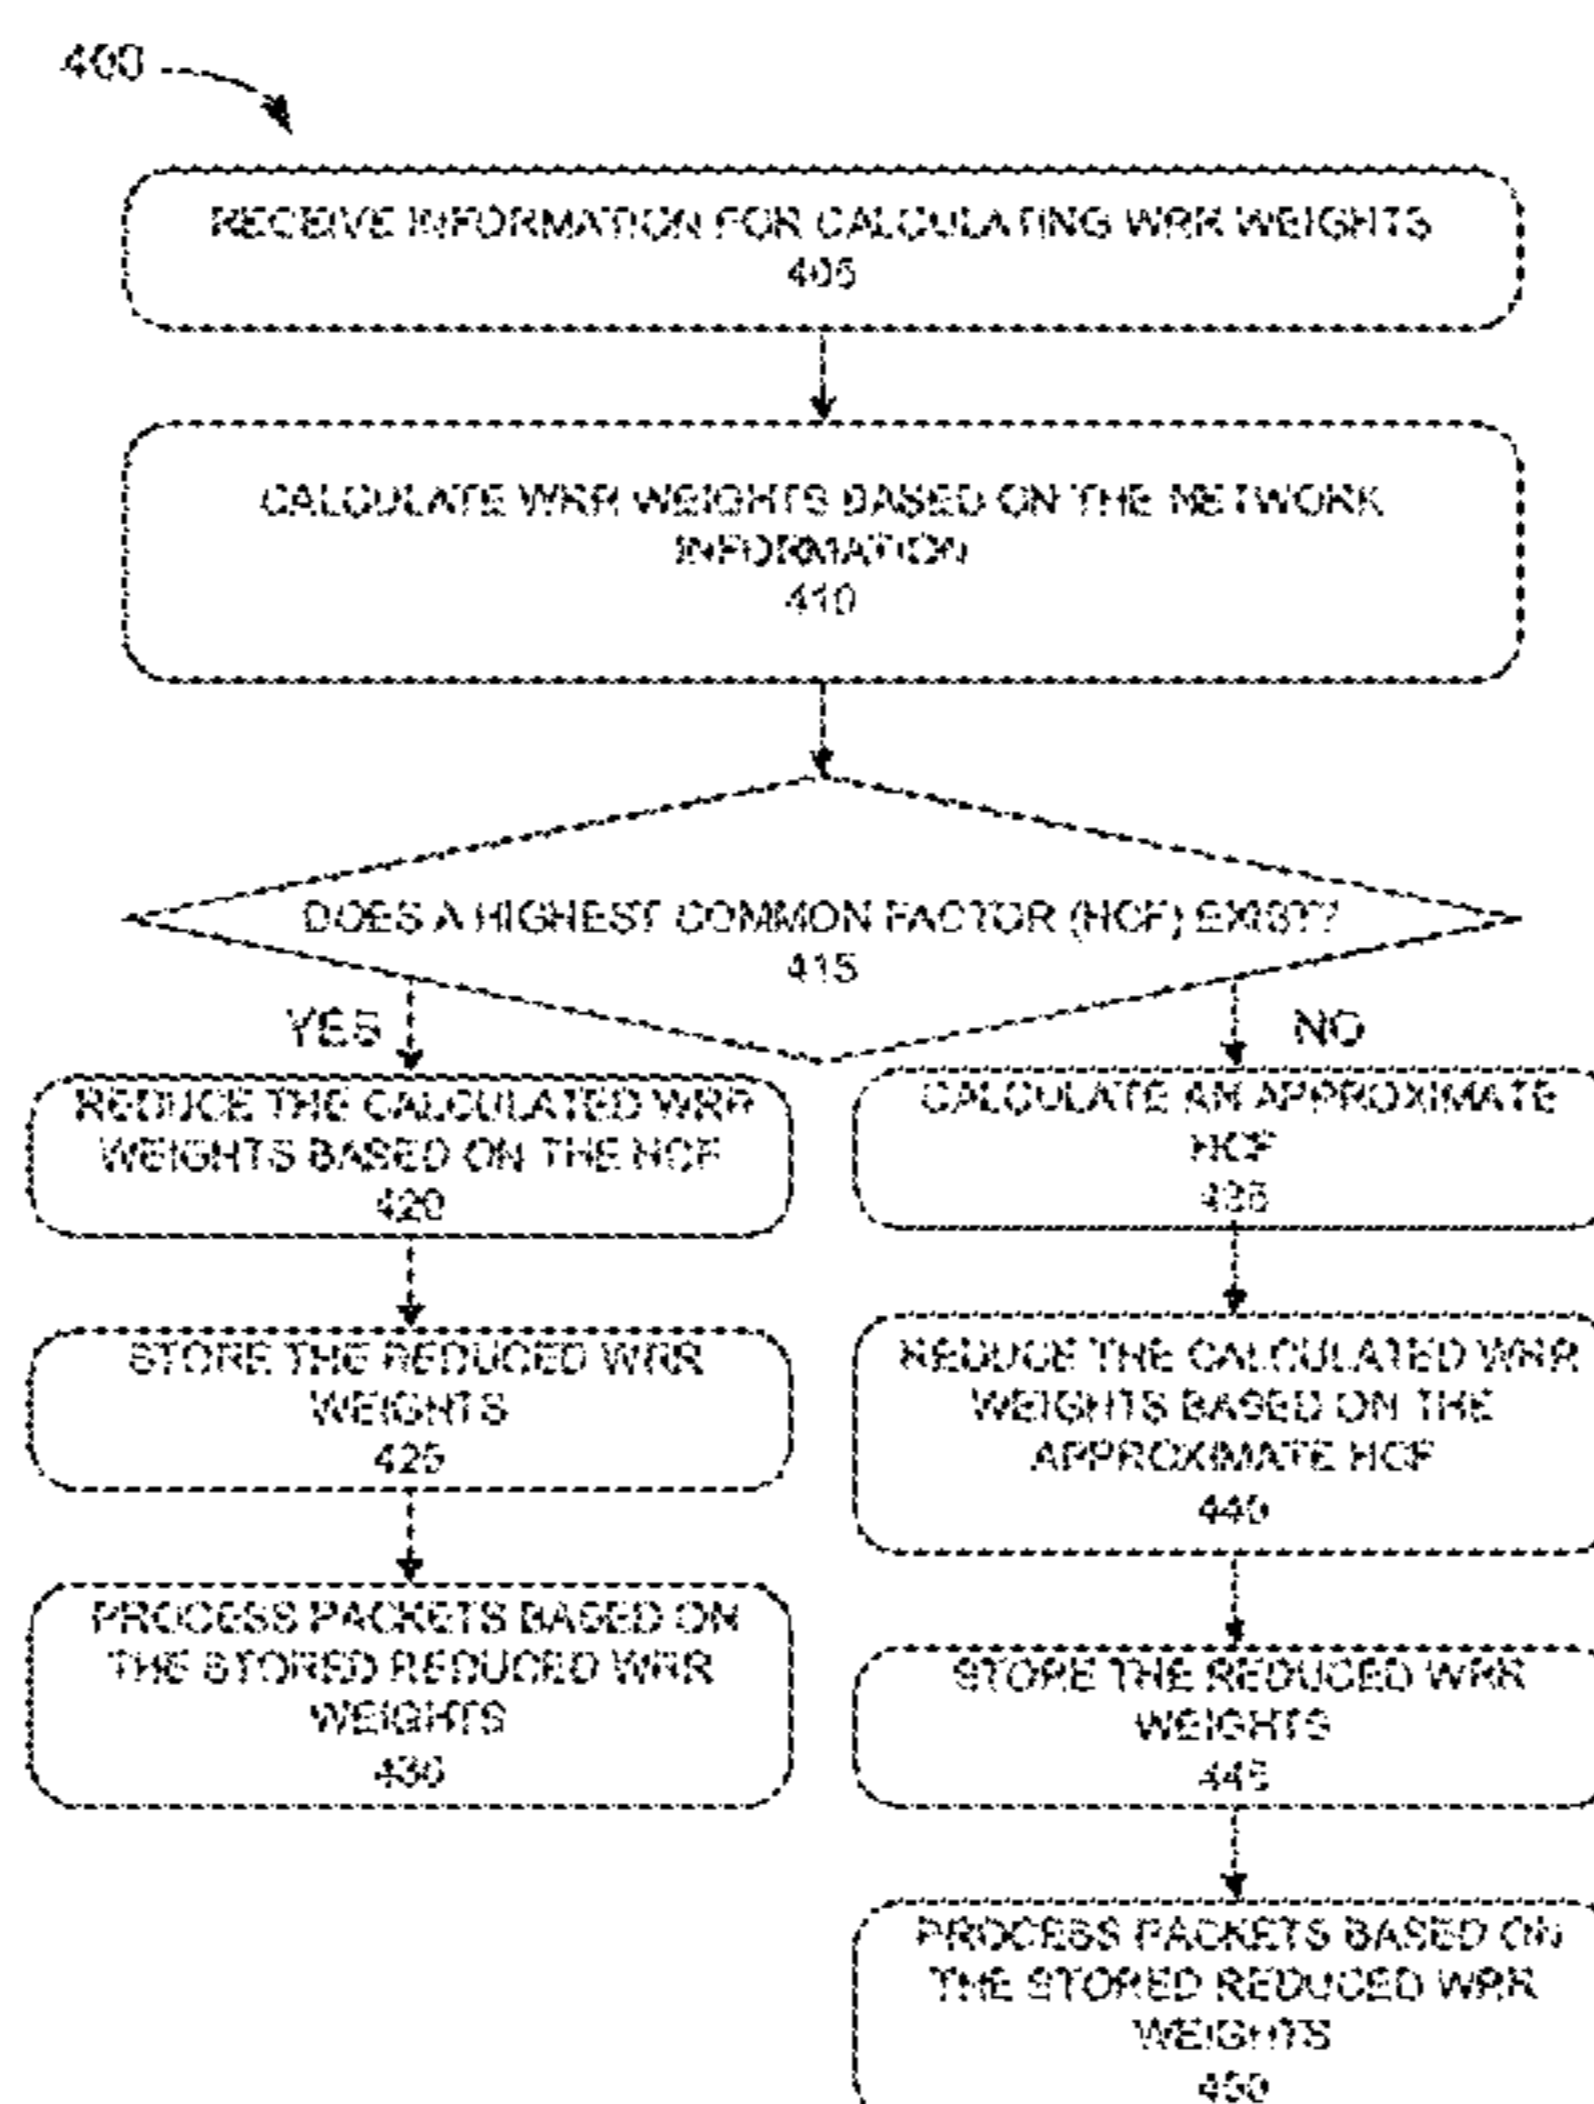 400
RECEIVE INFORMATION FOR CALCULATING WRR WEIGHTS
405
CALCULATE WRR WEIGHTS BASED ON THE NETWORK
INFORMATION
410
DOES A HIGHEST COMMON FACTOR (HCF) EXIST?
415
YES
NO
REDUCE THE CALCULATED WRR
WEIGHTS BASED ON THE HCF
420
STORE THE REDUCED WRR
WEIGHTS
425
PROCESS PACKETS BASED ON
THE STORED REDUCED WRR
WEIGHTS
430
CALCULATE AN APPROXIMATE
HCF
435
REDUCE THE CALCULATED WRR
WEIGHTS BASED ON THE
APPROXIMATE HCF
440
STORE THE REDUCED WRR
WEIGHTS
445
PROCESS PACKETS BASED ON
THE STORED REDUCED WRR
WEIGHTS
450